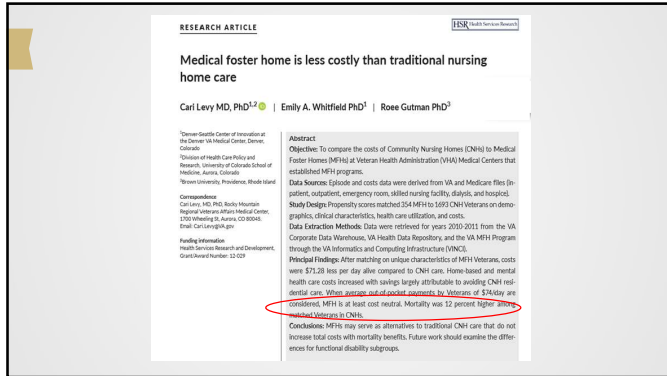 RESEARCH ARTICLE
HSR Health Services Research
Medical foster home is less costly than traditional nursing
home care
Cari Levy MD, PhD1,2 | Emily A. Whitfield PhD1 | Roee Gutman PhD3
1Denver-Seattle Center of Innovation at
the Denver VA Medical Center, Denver,
Colorado
2Division of Health Care Policy and
Research, University of Colorado School of
Medicine, Aurora, Colorado
3Brown University, Providence, Rhode Island
Correspondence
Cari Levy, MD, PhD, Rocky Mountain
Regional Veterans Affairs Medical Center,
1700 Wheeling St, Aurora, CO 80045.
Email: Cari.Levy@VA.gov
Funding information
Health Services Research and Development,
Grant/Award Number: 12-029
Abstract
Objective: To compare the costs of Community Nursing Homes (CNHs) to Medical
Foster Homes (MFHs) at Veteran Health Administration (VHA) Medical Centers that
established MFH programs.
Data Sources: Episode and costs data were derived from VA and Medicare files (in-
patient, outpatient, emergency room, skilled nursing facility, dialysis, and hospice).
Study Design: Propensity scores matched 354 MFH to 1693 CNH Veterans on demo-
graphics, clinical characteristics, health care utilization, and costs.
Data Extraction Methods: Data were retrieved for years 2010-2011 from the VA
Corporate Data Warehouse, VA Health Data Repository, and the VA MFH Program
through the VA Informatics and Computing Infrastructure (VINCI).
Principal Findings: After matching on unique characteristics of MFH Veterans, costs
were $71.28 less per day alive compared to CNH care. Home-based and mental
health care costs increased with savings largely attributable to avoiding CNH resi-
dential care. When average out-of-pocket payments by Veterans of $74/day are
considered, MFH is at least cost neutral. Mortality was 12 percent higher among
matched Veterans in CNHs.
Conclusions: MFHs may serve as alternatives to traditional CNH care that do not
increase total costs with mortality benefits. Future work should examine the differ-
ences for functional disability subgroups.